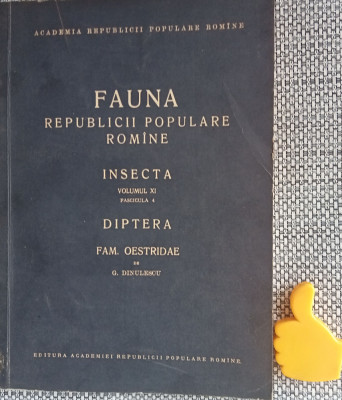 ACADEMIA REPUBLICII POPULARE ROMÎNE
FAUNA
REPUBLICII POPULARE
ROMÎNE
INSECTA
VOLUMUL XI
FASCICULA 4
DIPTERA
FAM. OESTRIDAE
DE
G. DINULESCU
EDITURA ACADEMIEI REPUBLICII POPULARE ROMÎNE